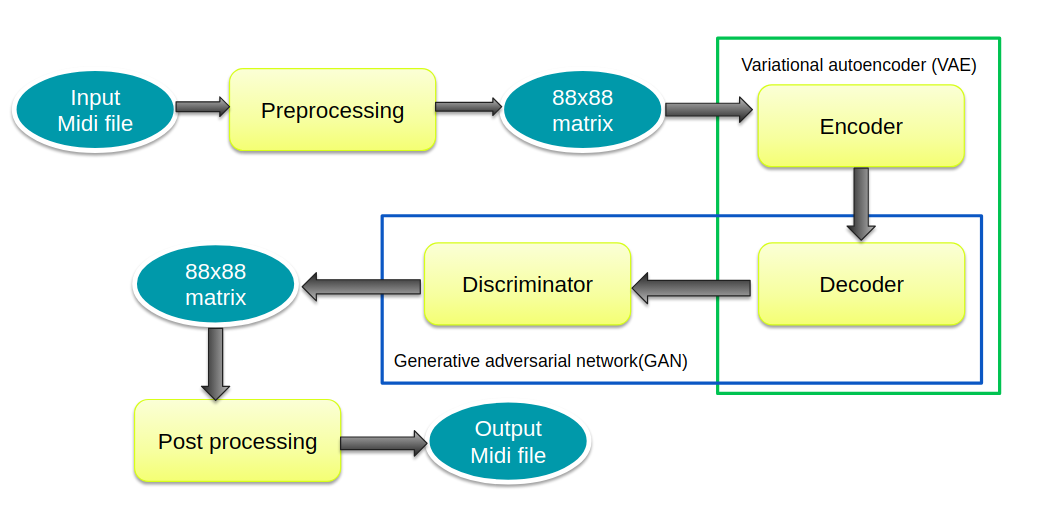 Variational autoencoder (VAE)
Input
Midi file
Preprocessing
88x88
matrix
Encoder
88x88
matrix
Discriminator
Decoder
Generative adversarial network(GAN)
Post processing
Output
Midi file